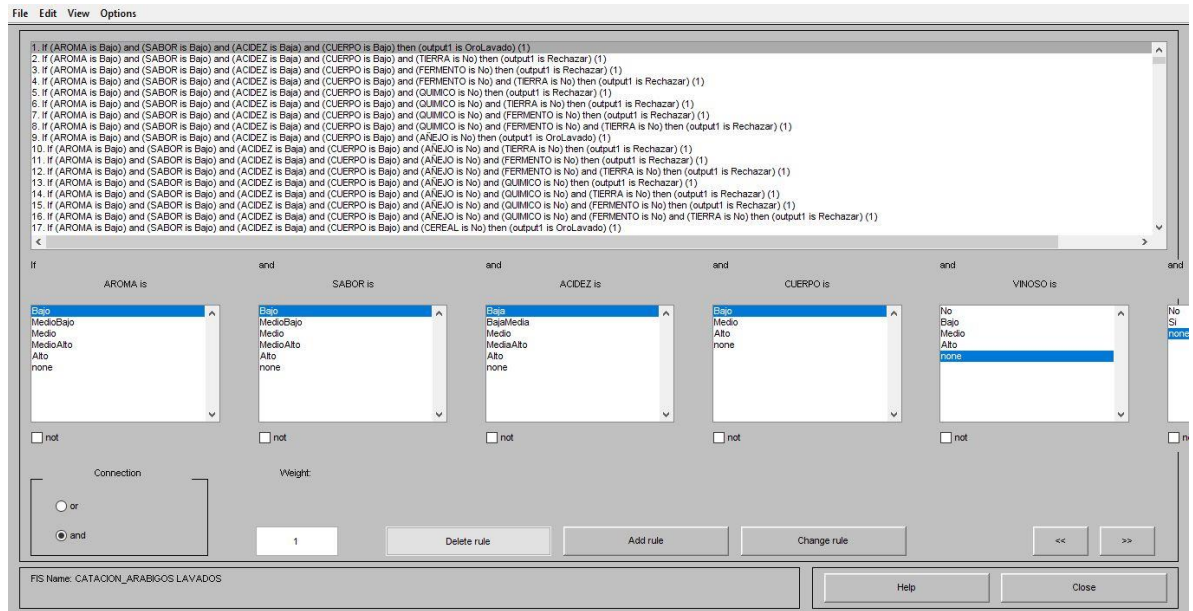 File Edit View Options
1. If (AROMA is Bajo) and (SABOR is Bajo) and (ACIDEZ is Baja) and (CUERPO is Bajo) then (output1 is OroLavado) (1)
2. If (AROMA is Bajo) and (SABOR is Bajo) and (ACIDEZ is Baja) and (CUERPO is Bajo) and (TIERRA is No) then (output1 is Rechazar) (1)
3. If (AROMA is Bajo) and (SABOR is Bajo) and (ACIDEZ is Baja) and (CUERPO is Bajo) and (FERMENTO is No) then (output1 is Rechazar) (1)
4. If (AROMA is Bajo) and (SABOR is Bajo) and (ACIDEZ is Baja) and (CUERPO is Bajo) and (FERMENTO is No) and (TIERRA is No) then (output1 is Rechazar) (1)
5. If (AROMA is Bajo) and (SABOR is Bajo) and (ACIDEZ is Baja) and (CUERPO is Bajo) and (QUIMICO is No) then (output1 is Rechazar) (1)
6. If (AROMA is Bajo) and (SABOR is Bajo) and (ACIDEZ is Baja) and (CUERPO is Bajo) and (QUIMICO is No) and (TIERRA is No) then (output1 is Rechazar) (1)
7. If (AROMA is Bajo) and (SABOR is Bajo) and (ACIDEZ is Baja) and (CUERPO is Bajo) and (QUIMICO is No) and (FERMENTO is No) then (output1 is Rechazar) (1)
8. If (AROMA is Bajo) and (SABOR is Bajo) and (ACIDEZ is Baja) and (CUERPO is Bajo) and (QUIMICO is No) and (FERMENTO is No) and (TIERRA is No) then (output1 is Rechazar) (1)
9. If (AROMA is Bajo) and (SABOR is Bajo) and (ACIDEZ is Baja) and (CUERPO is Bajo) and (AÑEJO is No) then (output1 is OroLavado) (1)
10. If (AROMA is Bajo) and (SABOR is Bajo) and (ACIDEZ is Baja) and (CUERPO is Bajo) and (AÑEJO is No) and (TIERRA is No) then (output1 is Rechazar) (1)
11. If (AROMA is Bajo) and (SABOR is Bajo) and (ACIDEZ is Baja) and (CUERPO is Bajo) and (AÑEJO is No) and (FERMENTO is No) then (output1 is Rechazar) (1)
12. If (AROMA is Bajo) and (SABOR is Bajo) and (ACIDEZ is Baja) and (CUERPO is Bajo) and (AÑEJO is No) and (FERMENTO is No) and (TIERRA is No) then (output1 is Rechazar) (1)
13. If (AROMA is Bajo) and (SABOR is Bajo) and (ACIDEZ is Baja) and (CUERPO is Bajo) and (AÑEJO is No) and (QUIMICO is No) then (output1 is Rechazar) (1)
14. If (AROMA is Bajo) and (SABOR is Bajo) and (ACIDEZ is Baja) and (CUERPO is Bajo) and (AÑEJO is No) and (QUIMICO is No) and (TIERRA is No) then (output1 is Rechazar) (1)
15. If (AROMA is Bajo) and (SABOR is Bajo) and (ACIDEZ is Baja) and (CUERPO is Bajo) and (AÑEJO is No) and (QUIMICO is No) and (FERMENTO is No) then (output1 is Rechazar) (1)
16. If (AROMA is Bajo) and (SABOR is Bajo) and (ACIDEZ is Baja) and (CUERPO is Bajo) and (AÑEJO is No) and (QUIMICO is No) and (FERMENTO is No) and (TIERRA is No) then (output1 is Rechazar) (1)
17. If (AROMA is Bajo) and (SABOR is Bajo) and (ACIDEZ is Baja) and (CUERPO is Bajo) and (CEREAL is No) then (output1 is OroLavado) (1)
If and and and and and
AROMA is SABOR is ACIDEZ is CUERPO is VINOSO is
Bajo Bajo Baja Bajo No No
MedioBajo MedioBajo BajaMedia Medio Bajo Si
Medio Medio Medio Alto Medio none
MedioAlto MedioAlto MediaAlto none Alto
Alto Alto Alto none
none none none
not not not not not
Connection Weight:
or
and 1 Delete rule Add rule Change rule << >>
FIS Name: CATACION_ARABIGOS LAVADOS Help Close